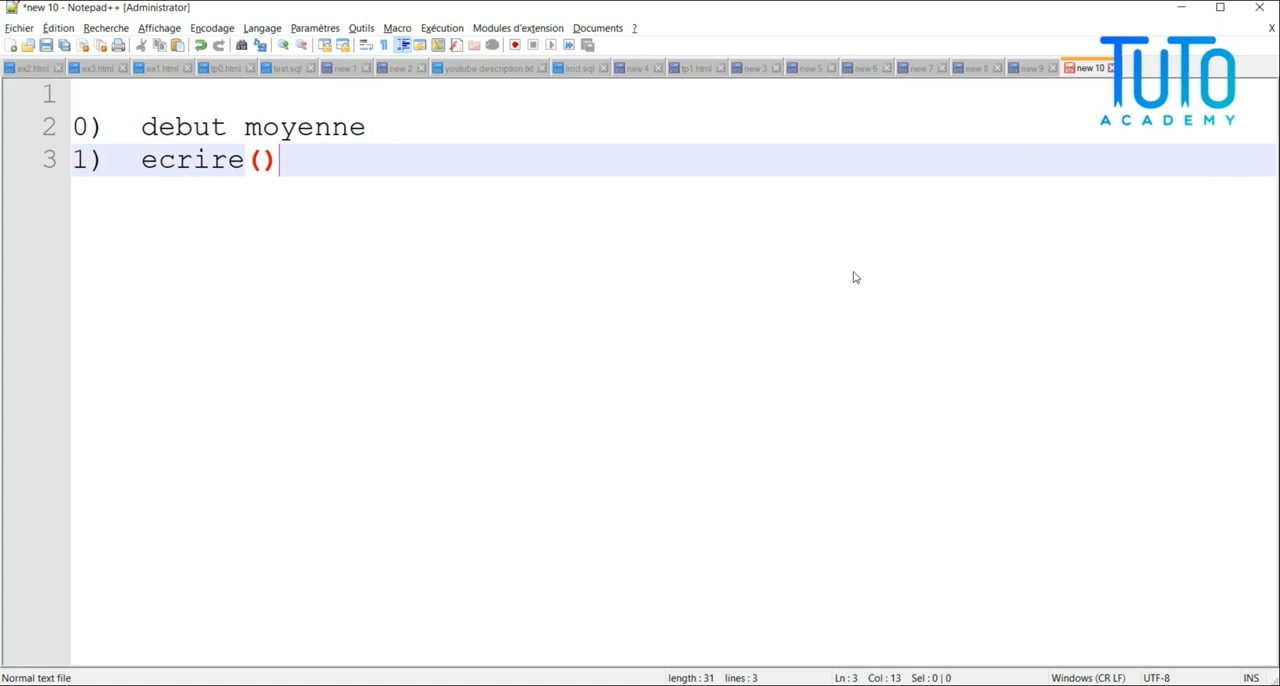 *new 10 - Notepad++ [Administrator]
Fichier Édition Recherche Affichage Encodage Langage Paramètres Outils Macro Exécution Modules d'extension Documents ? X
ex2.html ex3.html ex1.html tp0.html test.sql new 1 new 2 youtube description.txt lmd.sql new 4 tp1.html new 3 new 5 new 6 new 7 new 8 new 9 new 10
TUTO
ACADEMY
1
2 0) debut moyenne
3 1) ecrire()
Normal text file length : 31 lines : 3 Ln : 3 Col : 13 Sel : 0 | 0 Windows (CR LF) UTF-8 INS